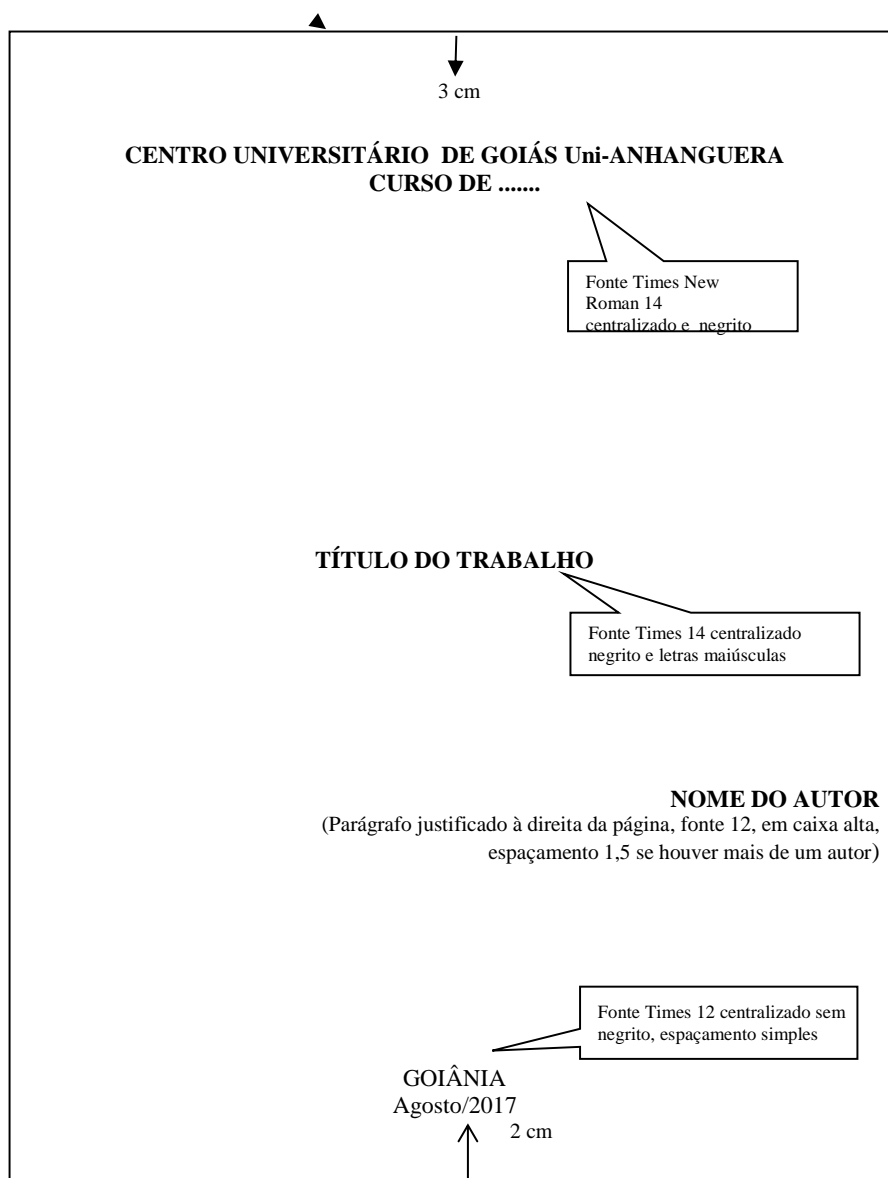 3 cm
CENTRO UNIVERSITÁRIO DE GOIÁS Uni-ANHANGUERA
CURSO DE .......
Fonte Times New
Roman 14
centralizado e negrito
TÍTULO DO TRABALHO
Fonte Times 14 centralizado
negrito e letras maiúsculas
NOME DO AUTOR
(Parágrafo justificado à direita da página, fonte 12, em caixa alta,
espaçamento 1,5 se houver mais de um autor)
Fonte Times 12 centralizado sem
negrito, espaçamento simples
GOIÂNIA
Agosto/2017
2 cm